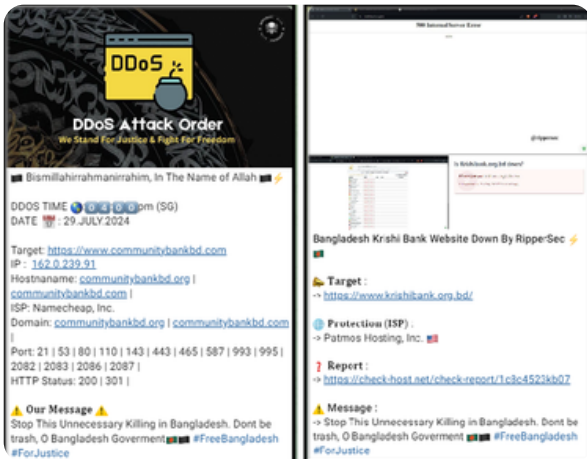 DDoS
DDoS Attack Order
We Stand For Justice & Fight For Freedom
Bismillahirrahmanirrahim, In The Name of Allah
DDOS TIME 04:00pm (SG)
DATE : 29.JULY.2024
Target: https://www.communitybankbd.com
IP : 162.0.239.91
Hostnaname: communitybankbd.org |
communitybankbd.com |
ISP: Namecheap, Inc.
Domain: communitybankbd.org | communitybankbd.com
|
Port: 21 | 53 | 80 | 110 | 143 | 443 | 465 | 587 | 993 | 995 |
2082 | 2083 | 2086 | 2087 |
HTTP Status: 200 | 301 |
Our Message
Stop This Unnecessary Killing in Bangladesh. Dont be
trash, O Bangladesh Goverment #FreeBangladesh
#ForJustice
500 Internal Server Error
@rippersec
Is krishibank.org.bd down?
Bangladesh Krishi Bank Website Down By RipperSec
Target :
-> https://www.krishibank.org.bd/
Protection (ISP) :
-> Patmos Hosting, Inc.
Report :
-> https://check-host.net/check-report/1c3c4523kb07
Message :
-> Stop This Unnecessary Killing in Bangladesh. Dont be
trash, O Bangladesh Goverment #FreeBangladesh
#ForJustice